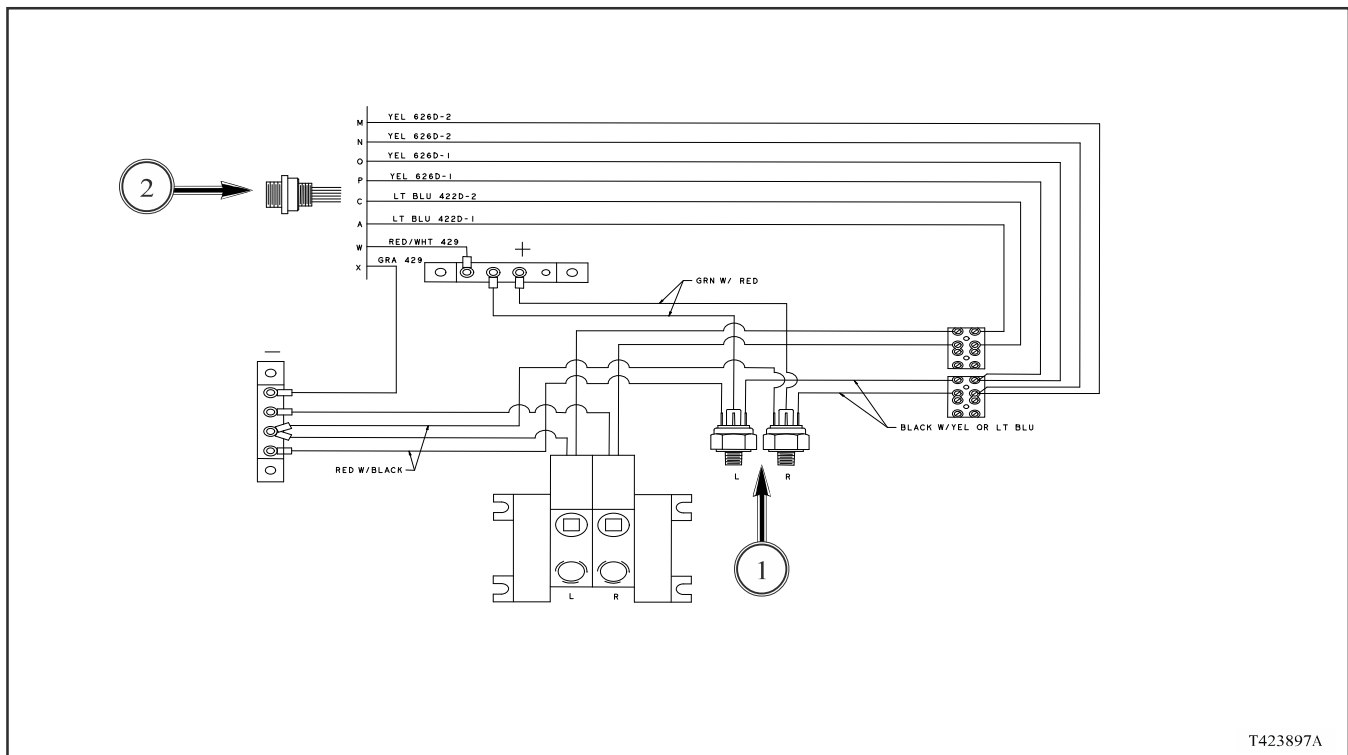 M YEL 626D-2
N YEL 626D-2
O YEL 626D-1
P YEL 626D-1
C LT BLU 422D-2
A LT BLU 422D-1
W RED/WHT 429
X GRA 429
2
+
GRN W/ RED
−
BLACK W/YEL OR LT BLU
RED W/BLACK
L R
1
L R
T423897A